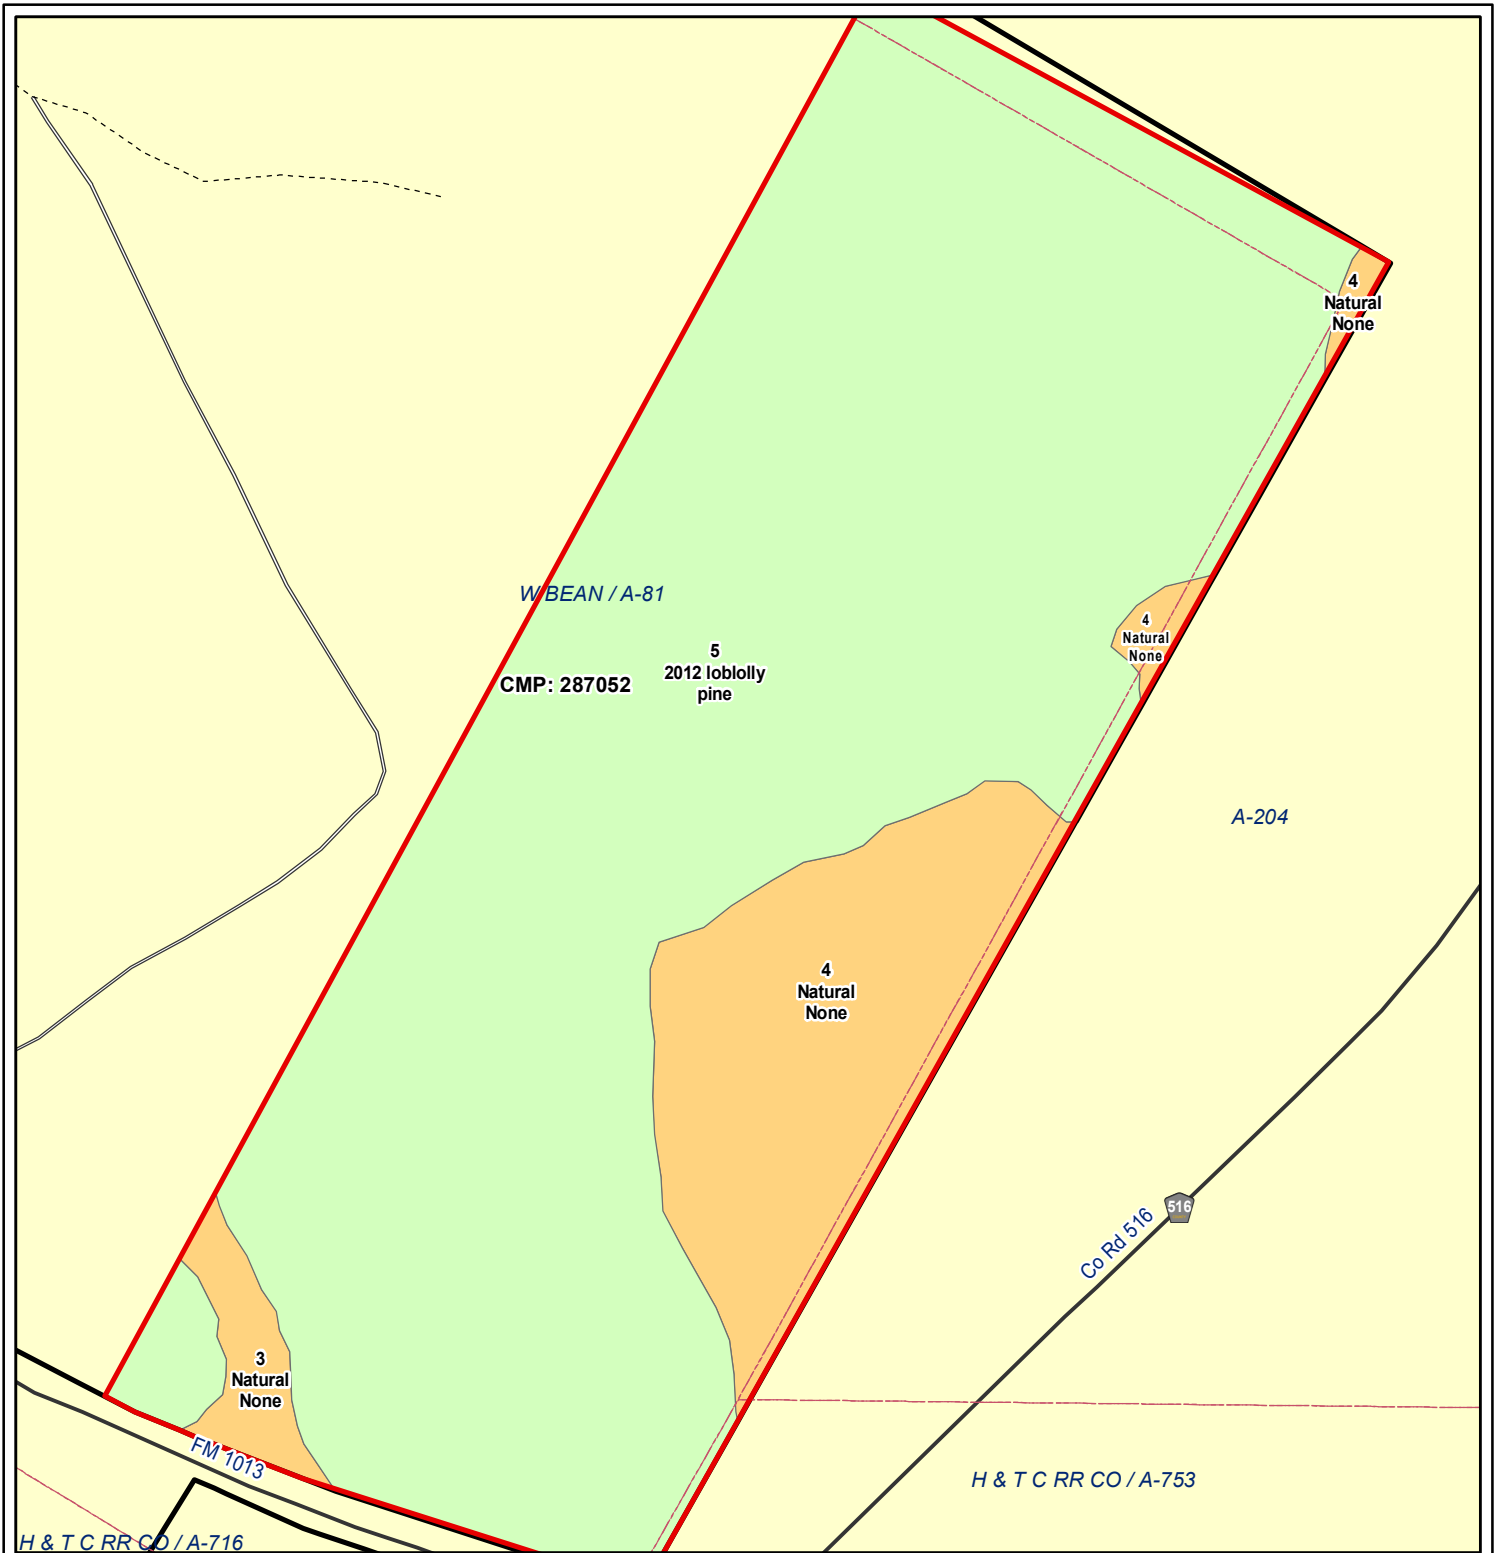 4
Natural
None
W BEAN / A-81
4
Natural
None
5
2012 loblolly
pine
CMP: 287052
A-204
4
Natural
None
516
Co Rd 516
3
Natural
None
FM 1013
H & T C RR CO / A-753
H & T C RR CO / A-716